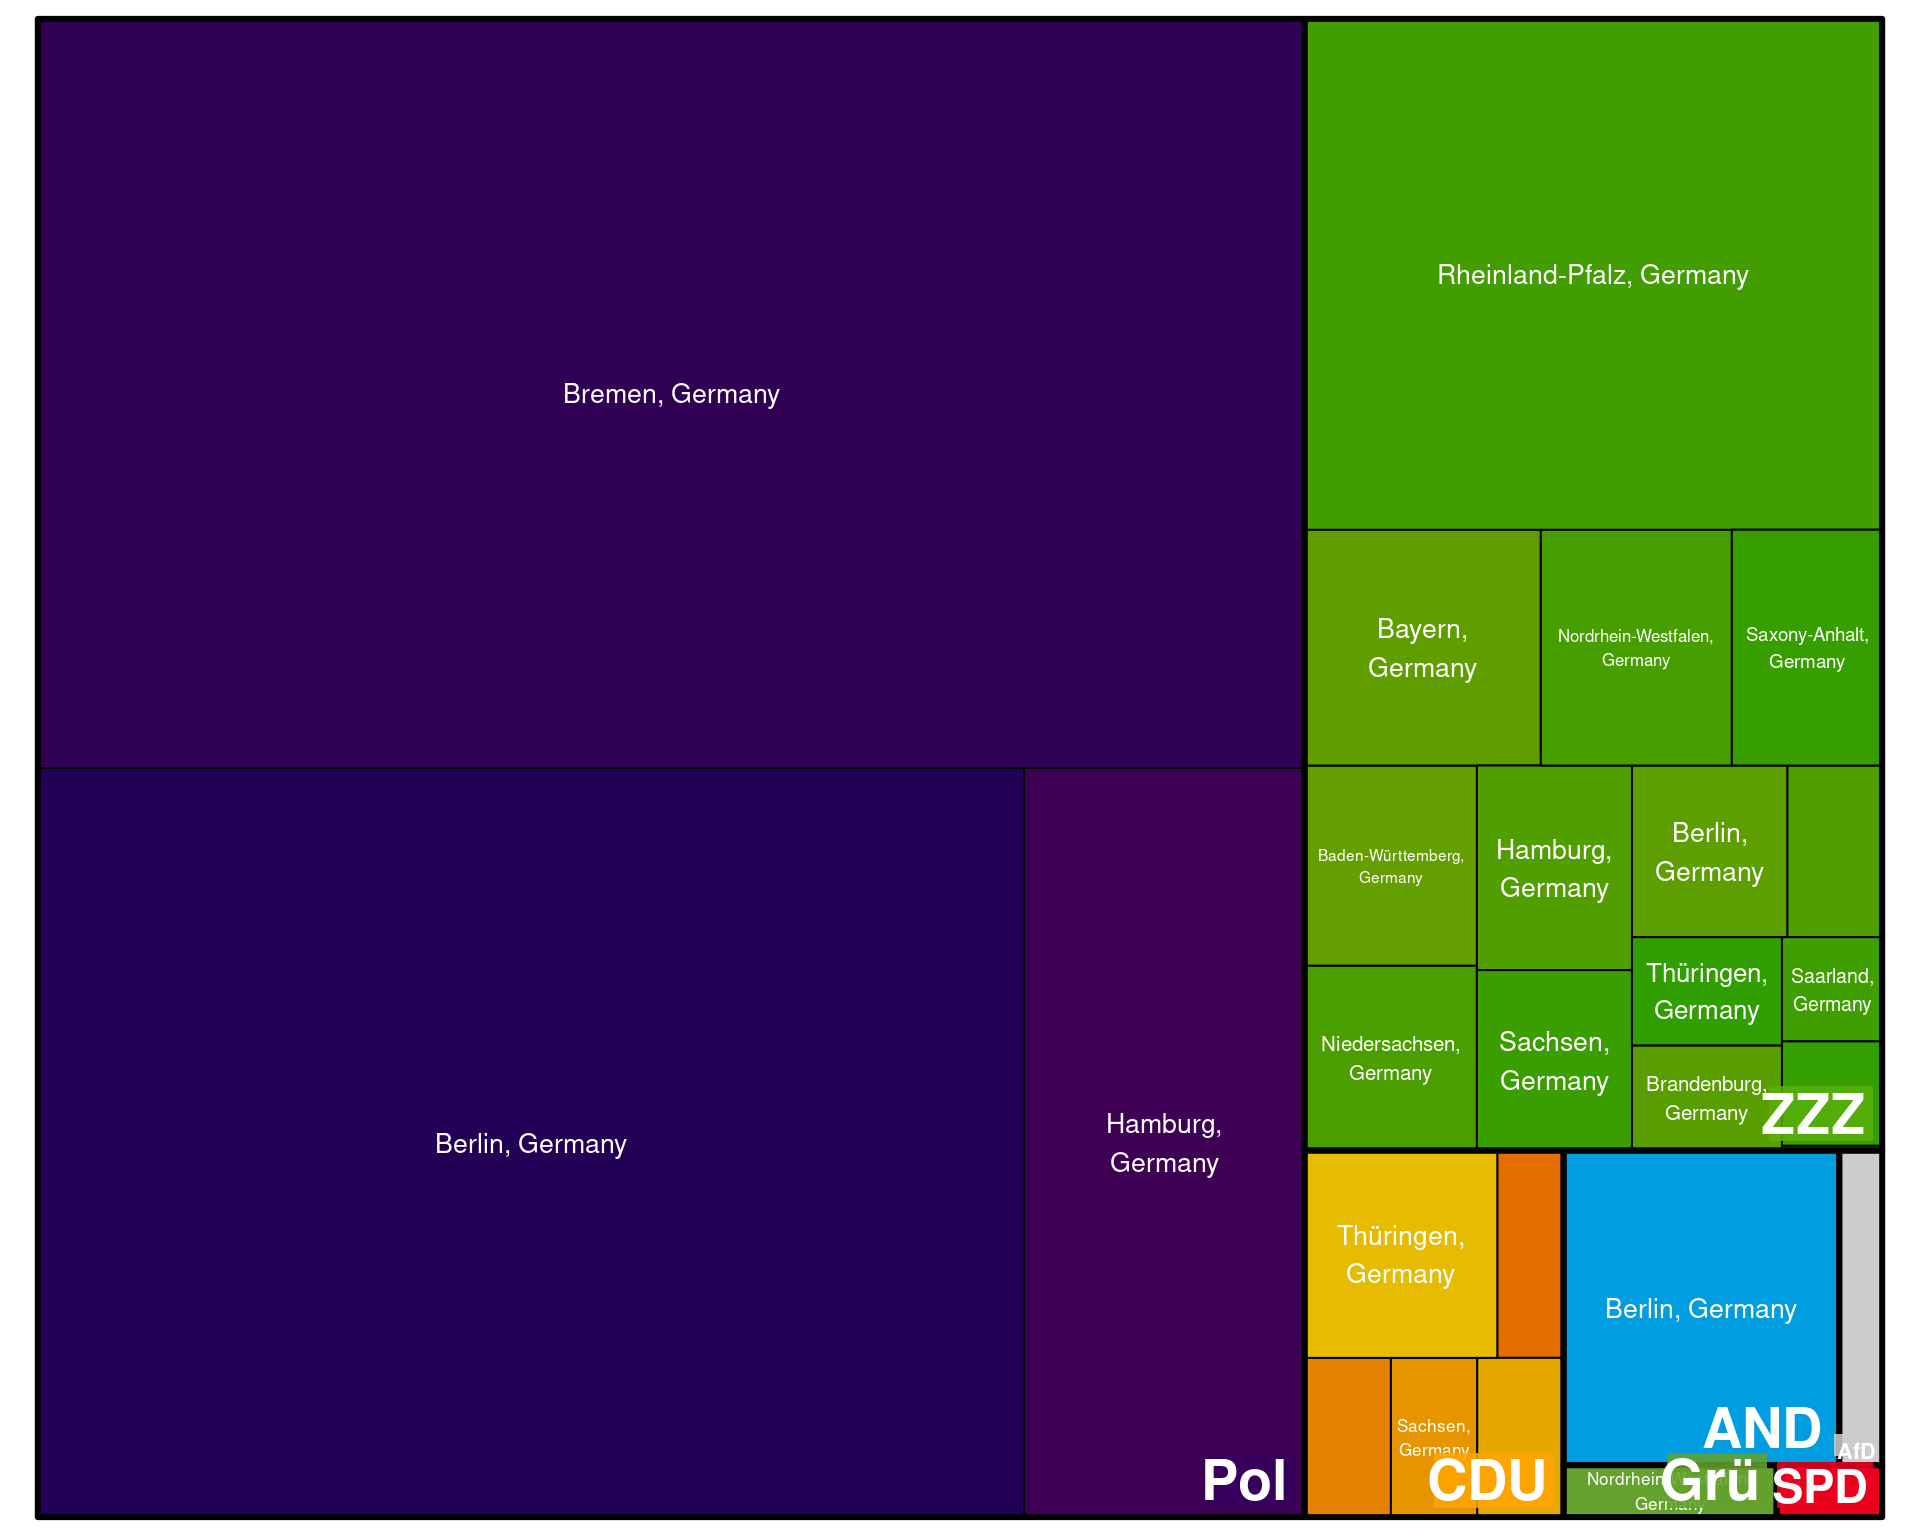 Bremen, Germany
Berlin, Germany
Hamburg,
Germany
Pol
Rheinland-Pfalz, Germany
Bayern,
Germany
Nordrhein-Westfalen,
Germany
Saxony-Anhalt,
Germany
Baden-Württemberg,
Germany
Hamburg,
Germany
Berlin,
Germany
Niedersachsen,
Germany
Sachsen,
Germany
Thüringen,
Germany
Saarland,
Germany
Brandenburg,
Germany
ZZZ
Thüringen,
Germany
Sachsen,
Germany
CDU
Berlin, Germany
AND
AfD
Germany
Grü
SPD